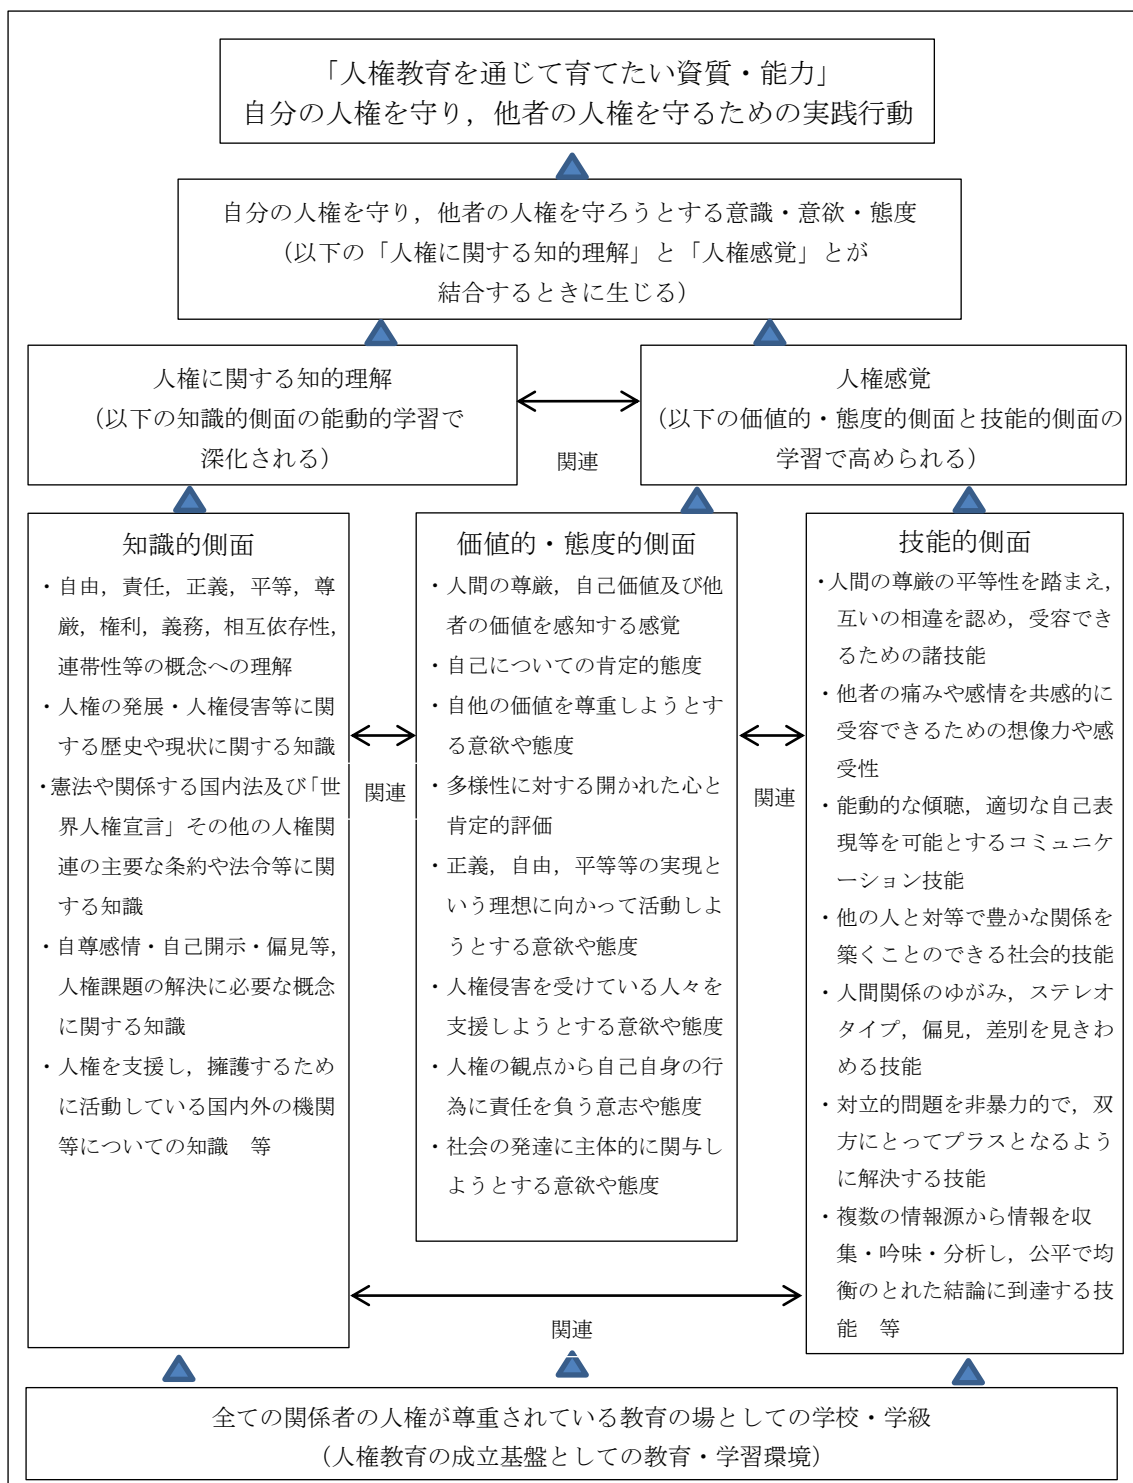 「人権教育を通じて育てたい資質・能力」
自分の人権を守り，他者の人権を守るための実践行動
自分の人権を守り，他者の人権を守ろうとする意識・意欲・態度
（以下の「人権に関する知的理解」と「人権感覚」とが
結合するときに生じる）
人権に関する知的理解
（以下の知識的側面の能動的学習で
深化される）
関連
人権感覚
（以下の価値的・態度的側面と技能的側面の
学習で高められる）
知識的側面
・自由，責任，正義，平等，尊
厳，権利，義務，相互依存性，
連帯性等の概念への理解
・人権の発展・人権侵害等に関
する歴史や現状に関する知識
・憲法や関係する国内法及び「世
界人権宣言」その他の人権関
連の主要な条約や法令等に関
する知識
・自尊感情・自己開示・偏見等，
人権課題の解決に必要な概念
に関する知識
・人権を支援し，擁護するため
に活動している国内外の機関
等についての知識　等
関連
価値的・態度的側面
・人間の尊厳，自己価値及び他
者の価値を感知する感覚
・自己についての肯定的態度
・自他の価値を尊重しようとす
る意欲や態度
・多様性に対する開かれた心と
肯定的評価
・正義，自由，平等等の実現と
いう理想に向かって活動しよ
うとする意欲や態度
・人権侵害を受けている人々を
支援しようとする意欲や態度
・人権の観点から自己自身の行
為に責任を負う意志や態度
・社会の発達に主体的に関与し
ようとする意欲や態度
関連
技能的側面
・人間の尊厳の平等性を踏まえ，
互いの相違を認め，受容でき
るための諸技能
・他者の痛みや感情を共感的に
受容できるための想像力や感
受性
・能動的な傾聴，適切な自己表
現等を可能とするコミュニケ
ーション技能
・他の人と対等で豊かな関係を
築くことのできる社会的技能
・人間関係のゆがみ，ステレオ
タイプ，偏見，差別を見きわ
める技能
・対立的問題を非暴力的で，双
方にとってプラスとなるよう
に解決する技能
・複数の情報源から情報を収
集・吟味・分析し，公平で均
衡のとれた結論に到達する技
能　等
関連
全ての関係者の人権が尊重されている教育の場としての学校・学級
（人権教育の成立基盤としての教育・学習環境）